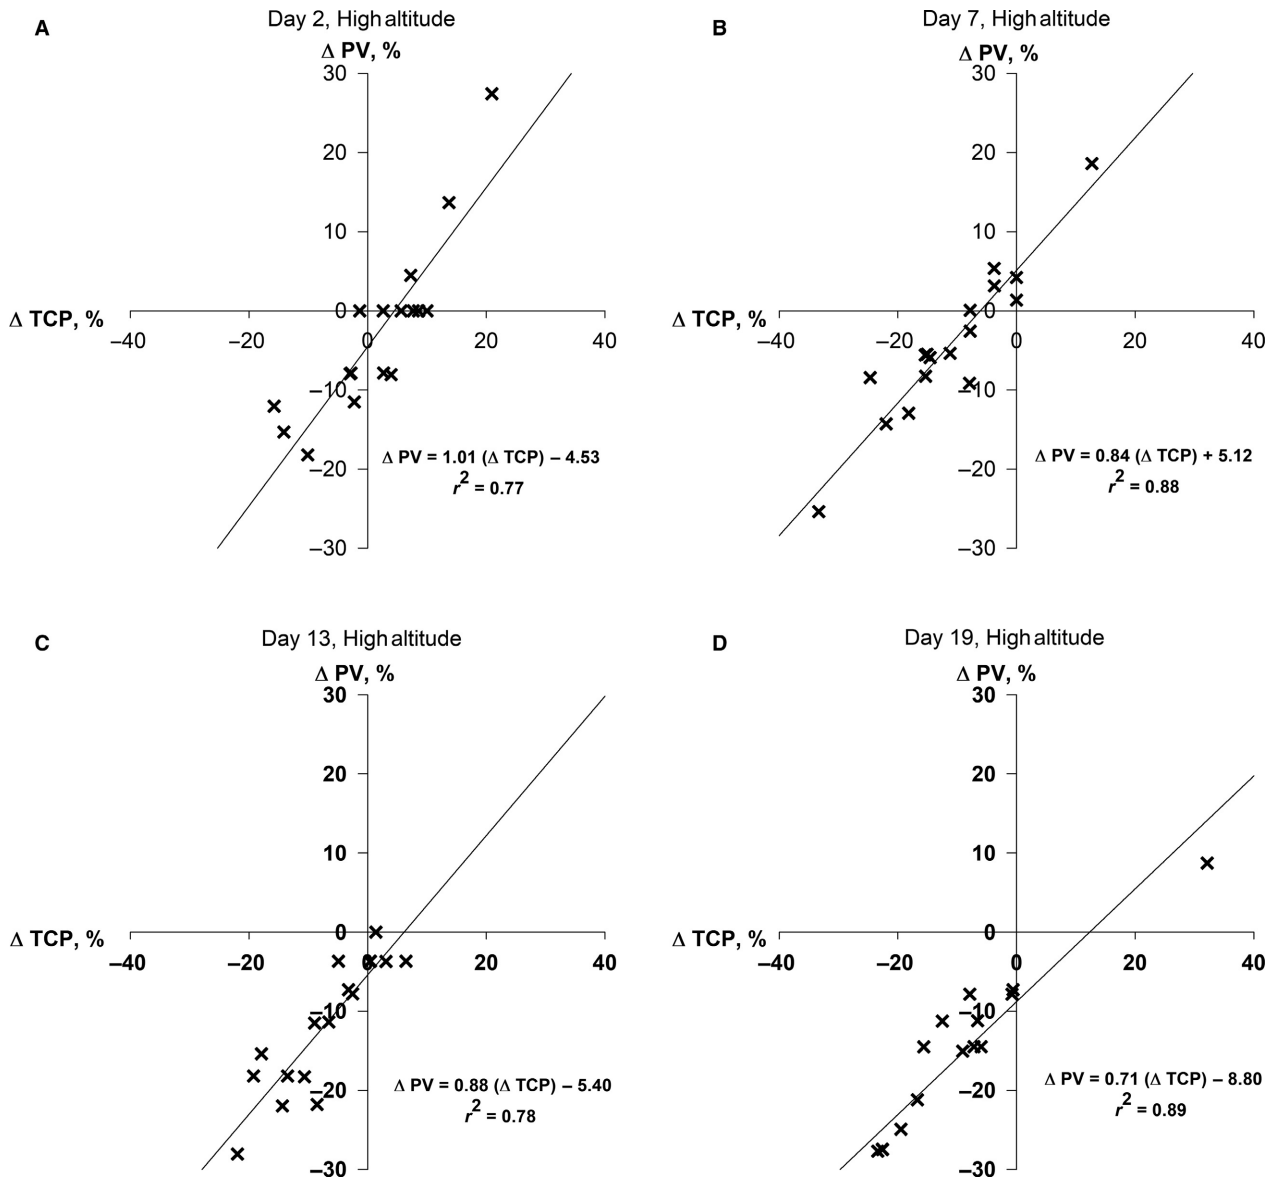 A
Day 2, High altitude
Δ PV, %
30
20
10
0
Δ TCP, %
–40
–20
0
20
40
–10
–20
–30
Δ PV = 1.01 (Δ TCP) – 4.53
r² = 0.77
B
Day 7, High altitude
Δ PV, %
30
20
10
0
Δ TCP, %
–40
–20
0
20
40
–10
–20
–30
Δ PV = 0.84 (Δ TCP) + 5.12
r² = 0.88
C
Day 13, High altitude
Δ PV, %
30
20
10
0
Δ TCP, %
–40
–20
0
20
40
–10
–20
–30
Δ PV = 0.88 (Δ TCP) – 5.40
r² = 0.78
D
Day 19, High altitude
Δ PV, %
30
20
10
0
Δ TCP, %
–40
–20
0
20
40
–10
–20
–30
Δ PV = 0.71 (Δ TCP) – 8.80
r² = 0.89